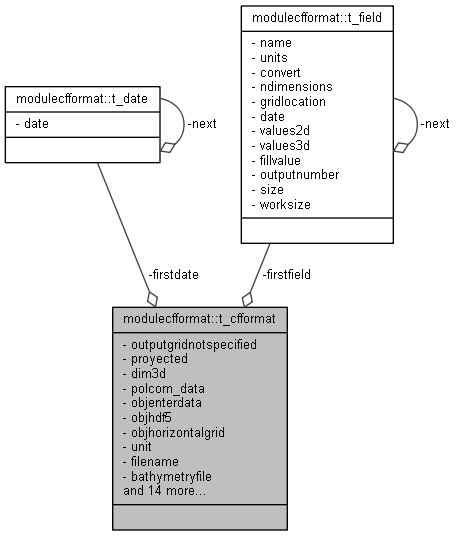 modulecfformat::t_field
- name
- units
- convert
- ndimensions
- gridlocation
- date
- values2d
- values3d
- fillvalue
- outputnumber
- size
- worksize
-next
modulecfformat::t_date
- date
-next
-firstdate
-firstfield
modulecfformat::t_cfformat
- outputgridnotspecified
- proyected
- dim3d
- polcom_data
- objenterdata
- objhdf5
- objhorizontalgrid
- unit
- filename
- bathymetryfile
and 14 more...